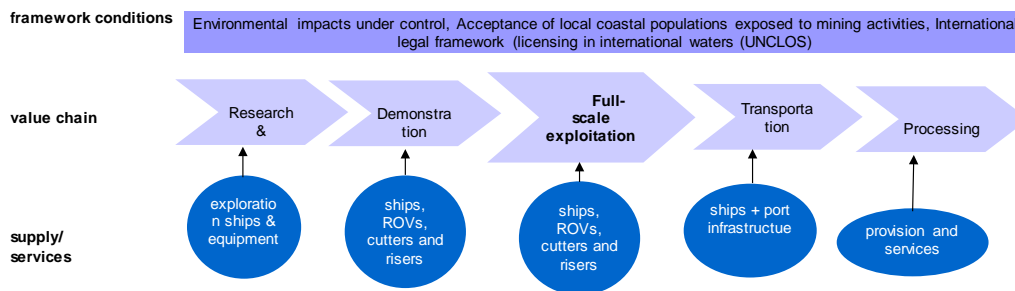 framework conditions
Environmental impacts under control, Acceptance of local coastal populations exposed to mining activities, International
legal framework (licensing in international waters (UNCLOS)
value chain
Research
&
Demonstra
tion
Full-
scale
exploitation
Transporta
tion
Processing
supply/
services
exploratio
n ships &
equipment
ships,
ROVs,
cutters and
risers
ships,
ROVs,
cutters and
risers
ships + port
infrastructue
provision and
services